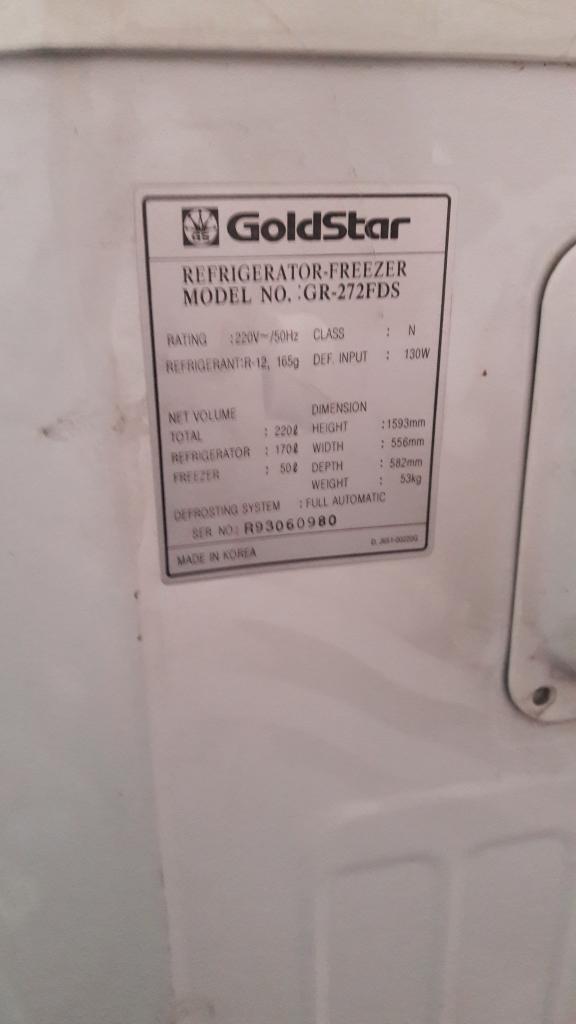 GS GoldStar
REFRIGERATOR-FREEZER
MODEL NO. :GR-272FDS
RATING :220V~/50Hz CLASS : N
REFRIGERANT:R-12, 165g DEF. INPUT : 130W
NET VOLUME DIMENSION
TOTAL : 220ℓ HEIGHT :1593mm
REFRIGERATOR : 170ℓ WIDTH : 556mm
FREEZER : 50ℓ DEPTH : 582mm
WEIGHT : 53kg
DEFROSTING SYSTEM : FULL AUTOMATIC
SER NO: R93060980
MADE IN KOREA